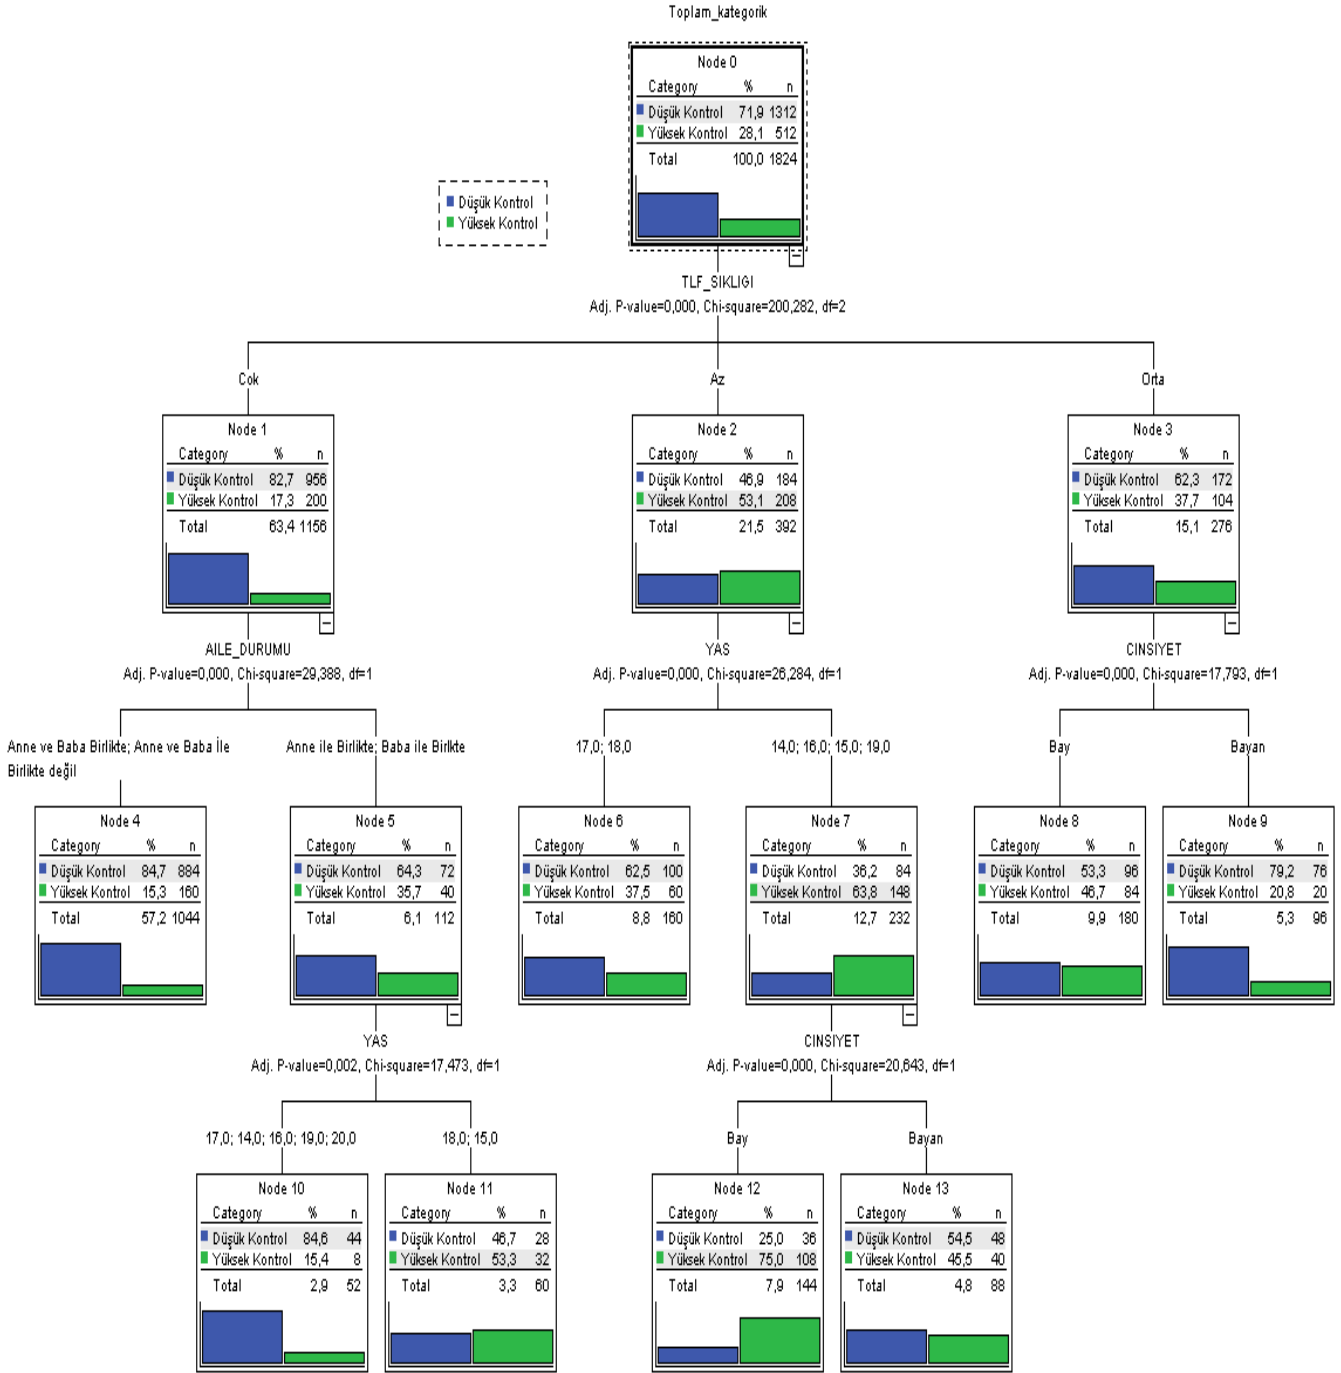 Toplam_kategorik
Node 0
Category % n
Düşük Kontrol 71,9 1312
Yüksek Kontrol 28,1 512
Total 100,0 1824
Düşük Kontrol
Yüksek Kontrol
TLF_SIKLIGI
Adj. P-value=0,000, Chi-square=200,282, df=2
Cok
Az
Orta
Node 1
Category % n
Düşük Kontrol 82,7 956
Yüksek Kontrol 17,3 200
Total 63,4 1156
Node 2
Category % n
Düşük Kontrol 46,9 184
Yüksek Kontrol 53,1 208
Total 21,5 392
Node 3
Category % n
Düşük Kontrol 62,3 172
Yüksek Kontrol 37,7 104
Total 15,1 276
AILE_DURUMU
Adj. P-value=0,000, Chi-square=29,388, df=1
YAS
Adj. P-value=0,000, Chi-square=26,284, df=1
CINSIYET
Adj. P-value=0,000, Chi-square=17,793, df=1
Anne ve Baba Birlikte; Anne ve Baba İle
Birlikte değil
Anne ile Birlikte; Baba ile Birlkte
17,0; 18,0
14,0; 16,0; 15,0; 19,0
Bay
Bayan
Node 4
Category % n
Düşük Kontrol 84,7 884
Yüksek Kontrol 15,3 160
Total 57,2 1044
Node 5
Category % n
Düşük Kontrol 64,3 72
Yüksek Kontrol 35,7 40
Total 6,1 112
Node 6
Category % n
Düşük Kontrol 62,5 100
Yüksek Kontrol 37,5 60
Total 8,8 160
Node 7
Category % n
Düşük Kontrol 36,2 84
Yüksek Kontrol 63,8 148
Total 12,7 232
Node 8
Category % n
Düşük Kontrol 53,3 96
Yüksek Kontrol 46,7 84
Total 9,9 180
Node 9
Category % n
Düşük Kontrol 79,2 76
Yüksek Kontrol 20,8 20
Total 5,3 96
YAS
Adj. P-value=0,002, Chi-square=17,473, df=1
CINSIYET
Adj. P-value=0,000, Chi-square=20,643, df=1
17,0; 14,0; 16,0; 19,0; 20,0
18,0; 15,0
Bay
Bayan
Node 10
Category % n
Düşük Kontrol 84,6 44
Yüksek Kontrol 15,4 8
Total 2,9 52
Node 11
Category % n
Düşük Kontrol 46,7 28
Yüksek Kontrol 53,3 32
Total 3,3 60
Node 12
Category % n
Düşük Kontrol 25,0 36
Yüksek Kontrol 75,0 108
Total 7,9 144
Node 13
Category % n
Düşük Kontrol 54,5 48
Yüksek Kontrol 45,5 40
Total 4,8 88